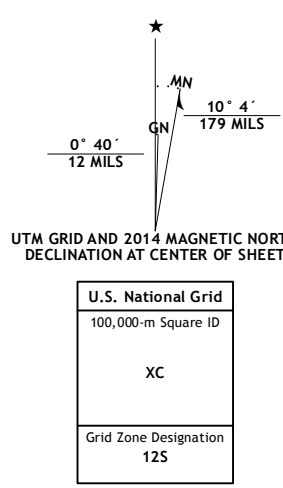 ★
MN
GN
10° 4´
179 MILS
0° 40´
12 MILS
UTM GRID AND 2014 MAGNETIC NORT
DECLINATION AT CENTER OF SHEET
U.S. National Grid
100,000-m Square ID
XC
Grid Zone Designation
12S